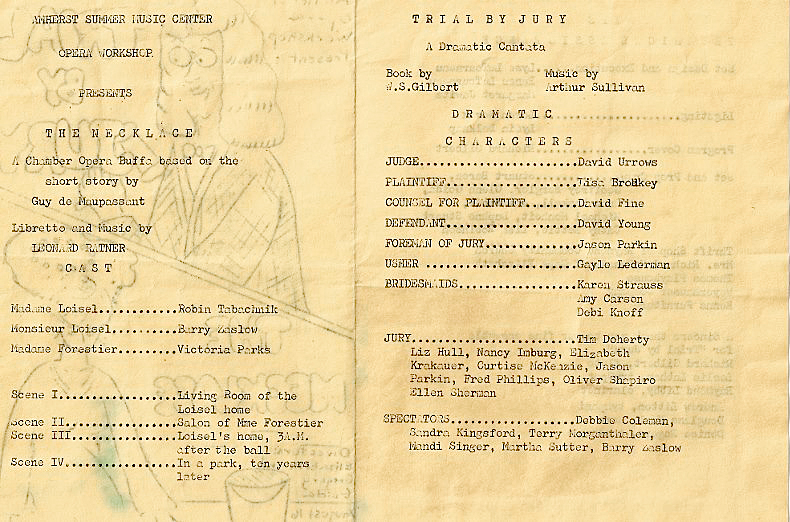 AMHERST SUMMER MUSIC CENTER
OPERA WORKSHOP
PRESENTS
THE NECKLACE
A Chamber Opera Buffa based on the
short story by
Guy de Maupassant
Libretto and Music by
LEONARD RATNER
CAST
Madame Loisel...........Robin Tabachnik
Monsieur Loisel.........Barry Zaslow
Madame Forestier........Victoria Parks
Scene I.................Living Room of the
Loisel home
Scene II................Salon of Mme Forestier
Scene III...............Loisel's home, 3A.M.
after the ball
Scene IV................In a park, ten years
later
TRIAL BY JURY
A Dramatic Cantata
Book by Music by
W.S.Gilbert Arthur Sullivan
DRAMATIC
CHARACTERS
JUDGE.......................David Urrows
PLAINTIFF...................Lisa Brodkey
COUNSEL FOR PLAINTIFF.......David Fine
DEFENDANT...................David Young
FOREMAN OF JURY.............Jason Parkin
USHER ......................Gayle Lederman
BRIDESMAIDS.................Karen Strauss
Amy Carson
Debi Knoff
JURY........................Tim Doherty
Liz Hull, Nancy Imburg, Elizabeth
Krakauer, Curtise McKenzie, Jason
Parkin, Fred Phillips, Oliver Shapiro
Ellen Sherman
SPECTATORS..................Debbie Coleman,
Sandra Kingsford, Terry Morganthaler,
Mandi Singer, Martha Sutter, Barry Zaslow